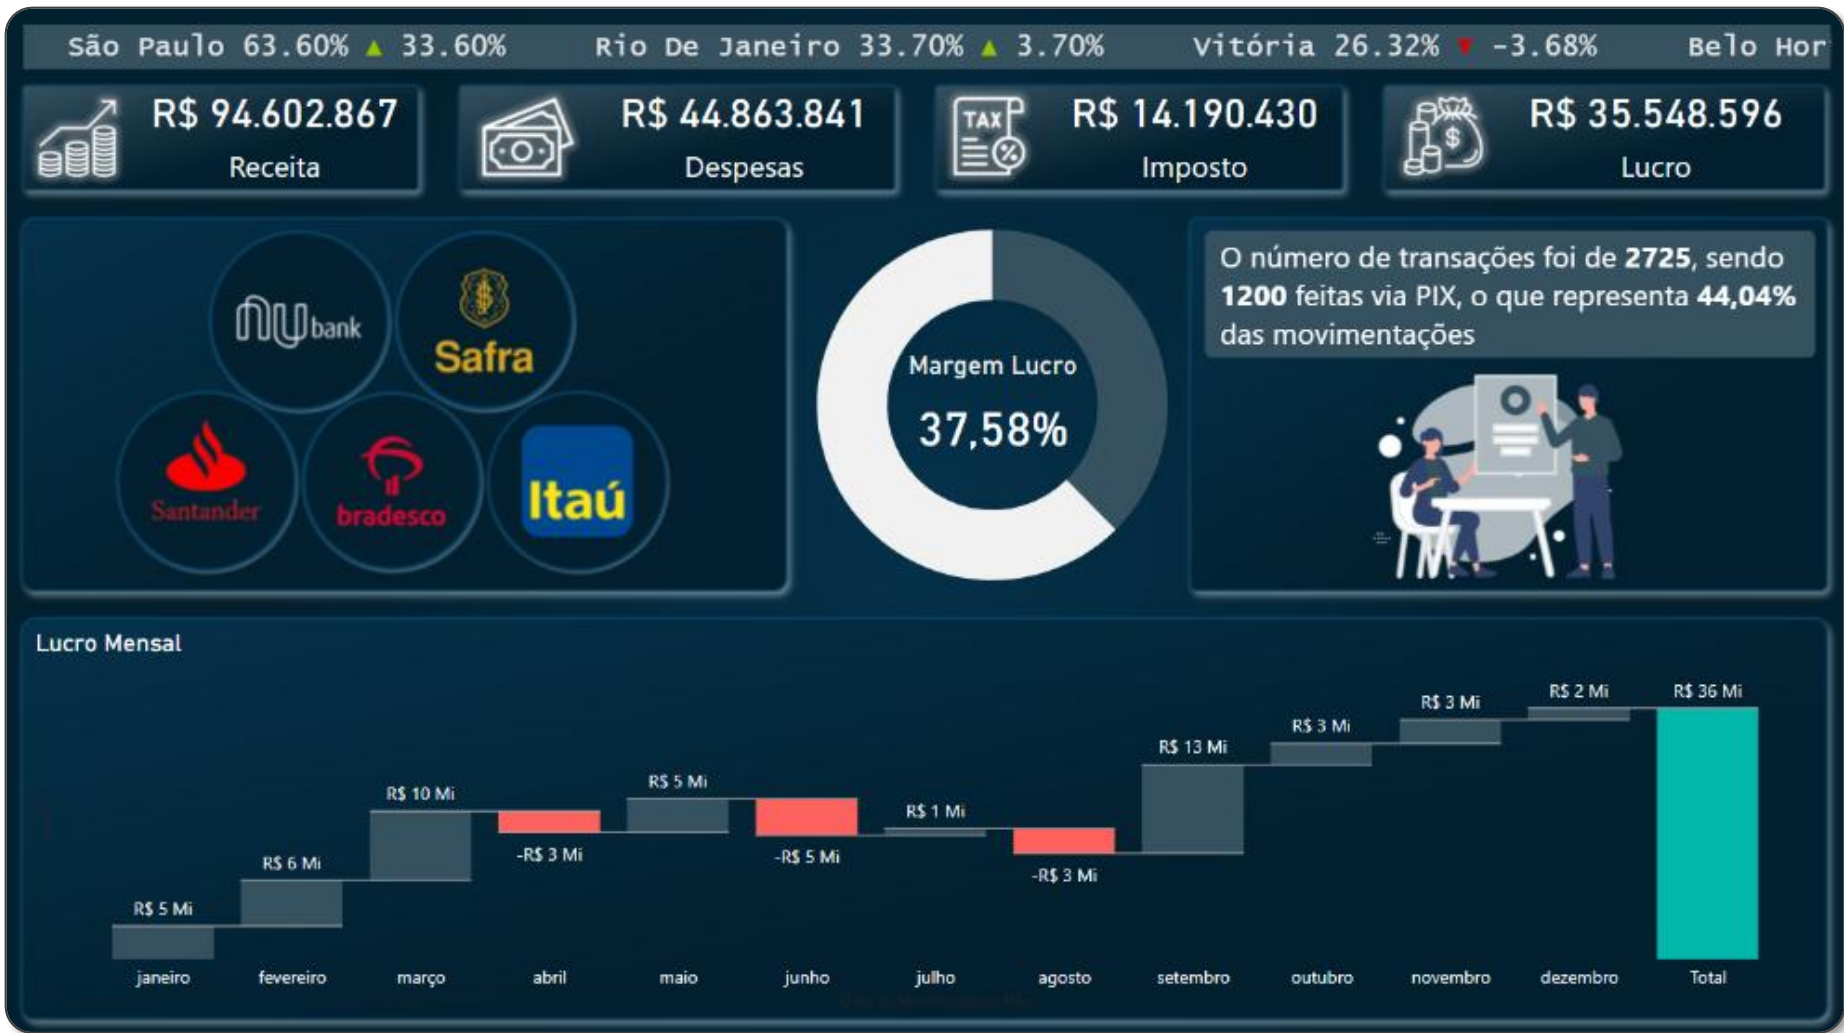 São Paulo 63.60% ▲ 33.60% Rio De Janeiro 33.70% ▲ 3.70% Vitória 26.32% ▼ -3.68% Belo Hor
R$ 94.602.867
Receita
R$ 44.863.841
Despesas
TAX
R$ 14.190.430
Imposto
R$ 35.548.596
Lucro
nu bank
Safra
Santander
bradesco
Itaú
Margem Lucro
37,58%
O número de transações foi de 2725, sendo
1200 feitas via PIX, o que representa 44,04%
das movimentações
Lucro Mensal
R$ 5 Mi
R$ 6 Mi
R$ 10 Mi
-R$ 3 Mi
R$ 5 Mi
-R$ 5 Mi
R$ 1 Mi
-R$ 3 Mi
R$ 13 Mi
R$ 3 Mi
R$ 3 Mi
R$ 2 Mi
R$ 36 Mi
janeiro fevereiro março abril maio junho julho agosto setembro outubro novembro dezembro Total